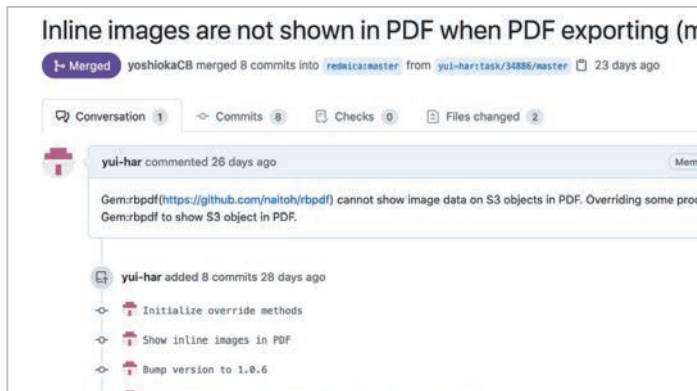 Inline images are not shown in PDF when PDF exporting (m
Merged yoshiokaCB merged 8 commits into redmica:master from yui-har:task/34886/master 23 days ago
Conversation 1 Commits 8 Checks 0 Files changed 2
yui-har commented 26 days ago Mem
Gem:rbpdf(https://github.com/naitoh/rbpdf) cannot show image data on S3 objects in PDF. Overriding some proc
Gem:rbpdf to show S3 object in PDF.
yui-har added 8 commits 28 days ago
Initialize override methods
Show inline images in PDF
Bump version to 1.0.6